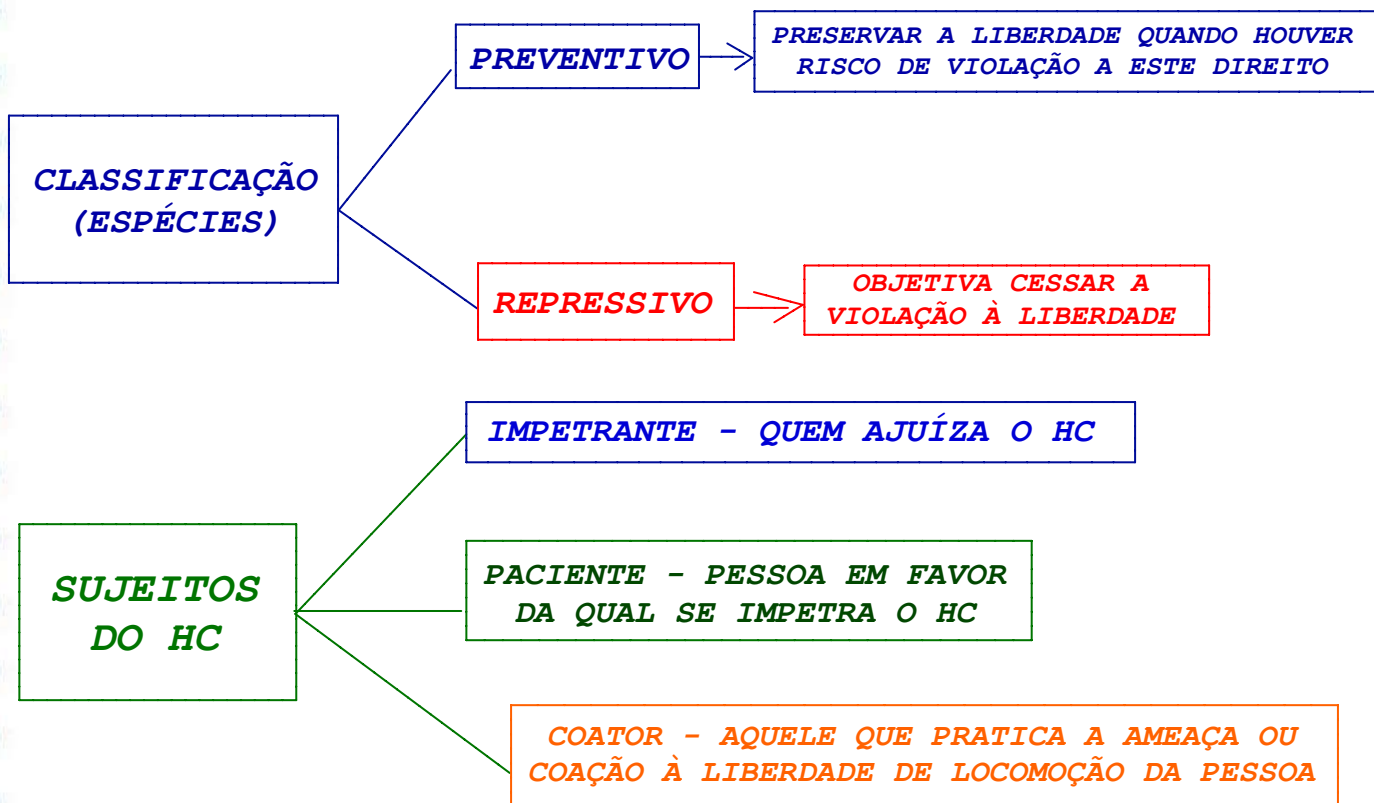 CLASSIFICAÇÃO
(ESPÉCIES)
PREVENTIVO
PRESERVAR A LIBERDADE QUANDO HOUVER
RISCO DE VIOLAÇÃO A ESTE DIREITO
REPRESSIVO
OBJETIVA CESSAR A
VIOLAÇÃO À LIBERDADE
SUJEITOS
DO HC
IMPETRANTE - QUEM AJUÍZA O HC
PACIENTE - PESSOA EM FAVOR
DA QUAL SE IMPETRA O HC
COATOR - AQUELE QUE PRATICA A AMEAÇA OU
COAÇÃO À LIBERDADE DE LOCOMOÇÃO DA PESSOA